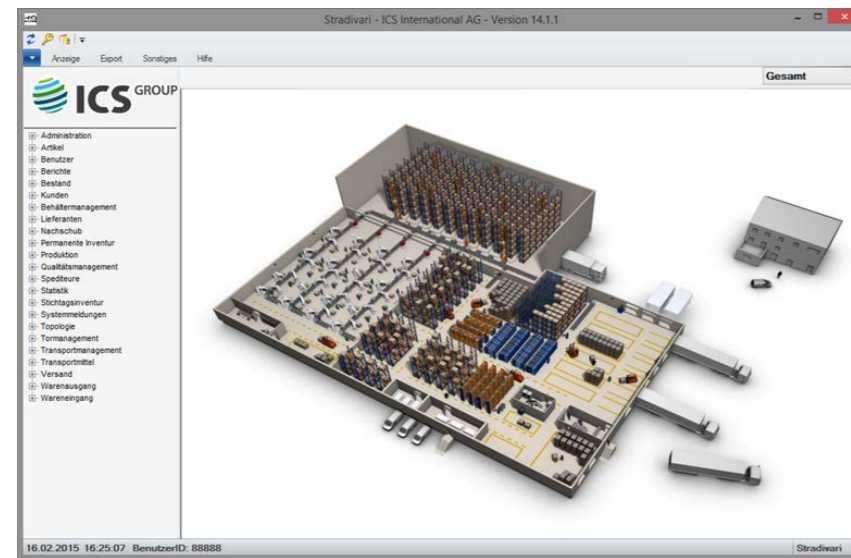 Stradivari - ICS International AG - Version 14.1.1
Anzeige Export Sonstiges Hilfe
Gesamt
ICS GROUP
Administration
Artikel
Benutzer
Berichte
Bestand
Kunden
Behältermanagement
Lieferanten
Nachschub
Permanente Inventur
Produktion
Qualitätsmanagement
Spediteure
Statistik
Stichtagsinventur
Systemmeldungen
Topologie
Tormanagement
Transportmanagement
Transportmittel
Versand
Warenausgang
Wareneingang
16.02.2015 16:25:07 BenutzerID: 88888 Stradivari